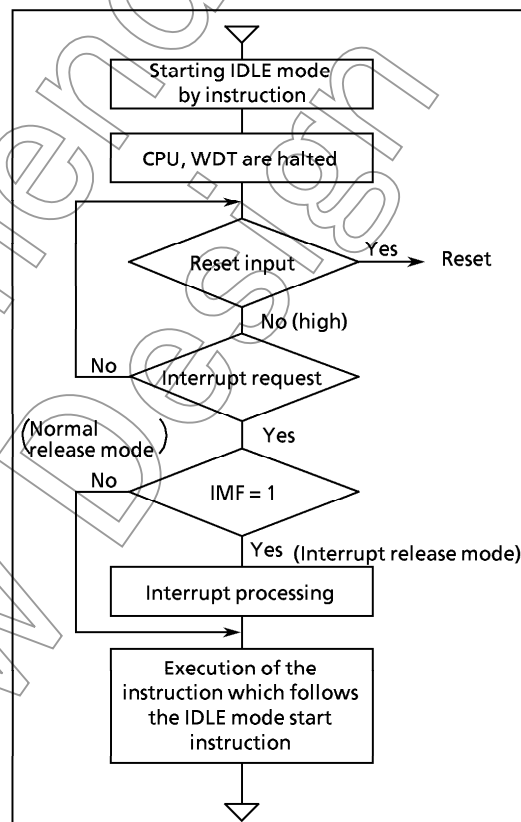 Starting IDLE mode
by instruction
CPU, WDT are halted
Reset input
Yes
Reset
No (high)
No
Interrupt request
(Normal
release mode)
Yes
No
IMF = 1
Yes
(Interrupt release mode)
Interrupt processing
Execution of the
instruction which follows
the IDLE mode start
instruction